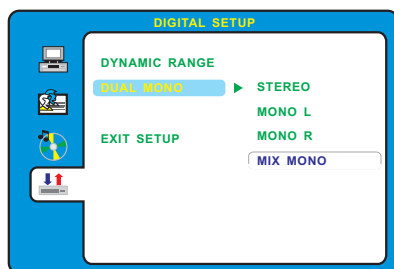 DIGITAL SETUP
DYNAMIC RANGE
DUAL MONO
STEREO
MONO L
EXIT SETUP
MONO R
MIX MONO